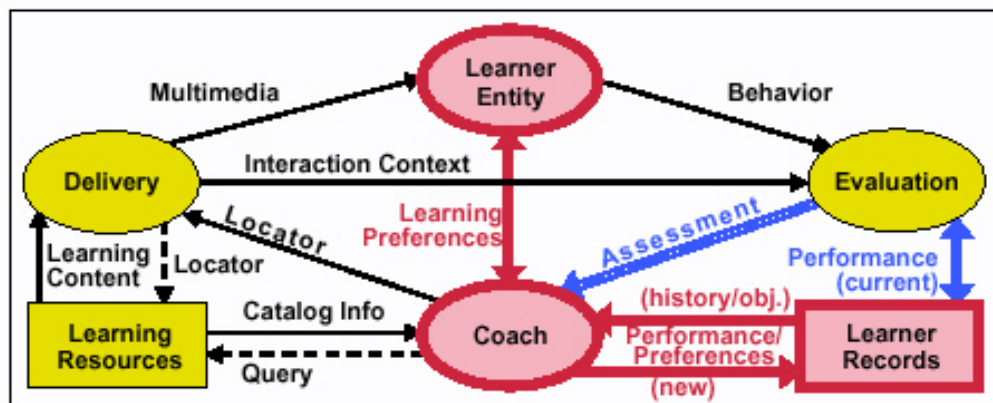 Learner
Entity
Multimedia
Behavior
Interaction Context
Delivery
Evaluation
Learning
Preferences
Locator
Assessment
Learning
Content
Locator
Performance
(current)
Catalog Info
(history/obj.)
Learning
Resources
Coach
Performance/
Preferences
Learner
Records
Query
(new)